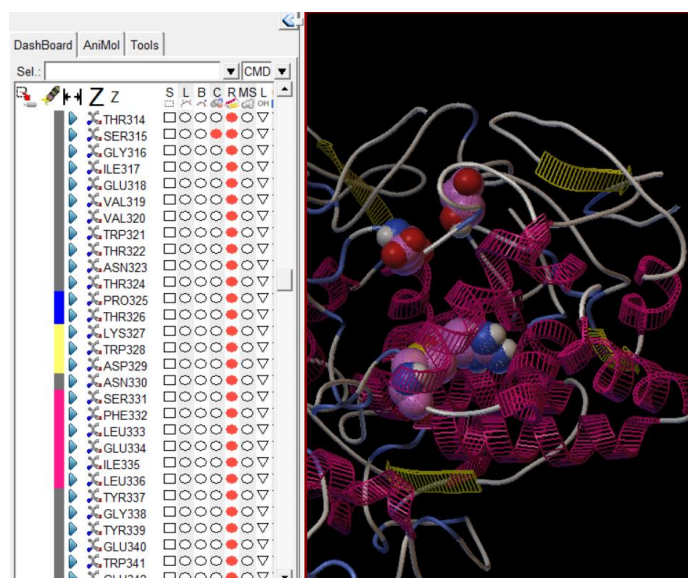 DashBoard AniMol Tools
Sel.: CMD
Z Z S L B C R MS L
OH
THR314
SER315
GLY316
ILE317
GLU318
VAL319
VAL320
TRP321
THR322
ASN323
THR324
PRO325
THR326
LYS327
TRP328
ASP329
ASN330
SER331
PHE332
LEU333
GLU334
ILE335
LEU336
TYR337
GLY338
TYR339
GLU340
TRP341